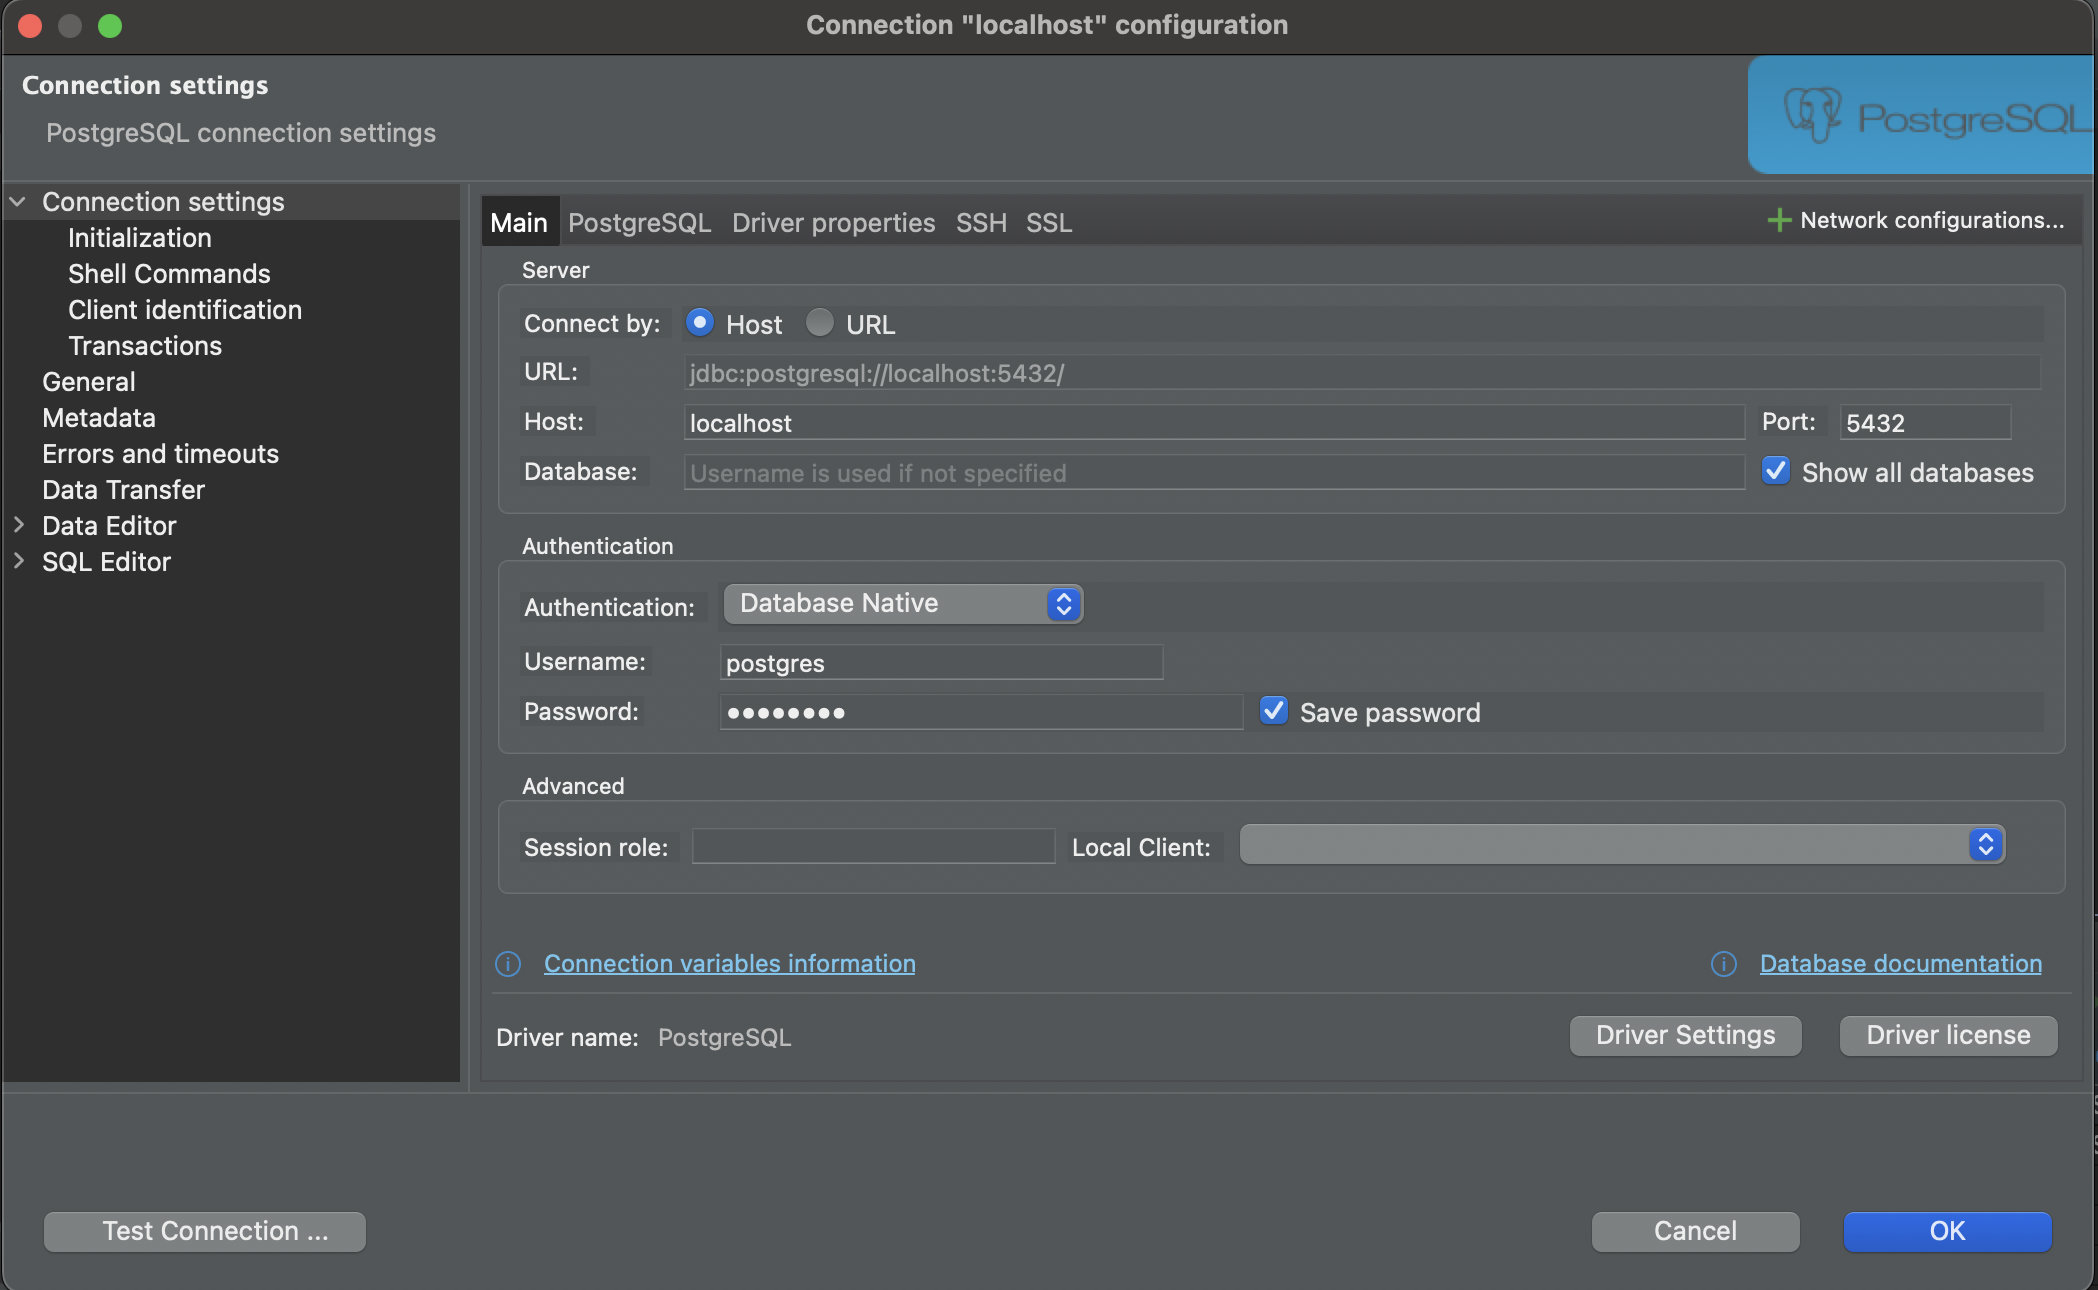 Connection "localhost" configuration
Connection settings
PostgreSQL connection settings
PostgreSQL
Connection settings
Initialization
Shell Commands
Client identification
Transactions
General
Metadata
Errors and timeouts
Data Transfer
Data Editor
SQL Editor
Main PostgreSQL Driver properties SSH SSL Network configurations...
Server
Connect by: Host URL
URL: jdbc:postgresql://localhost:5432/
Host: localhost Port: 5432
Database: Username is used if not specified Show all databases
Authentication
Authentication: Database Native
Username: postgres
Password: •••••••• Save password
Advanced
Session role: Local Client:
Connection variables information Database documentation
Driver name: PostgreSQL Driver Settings Driver license
Test Connection ... Cancel OK